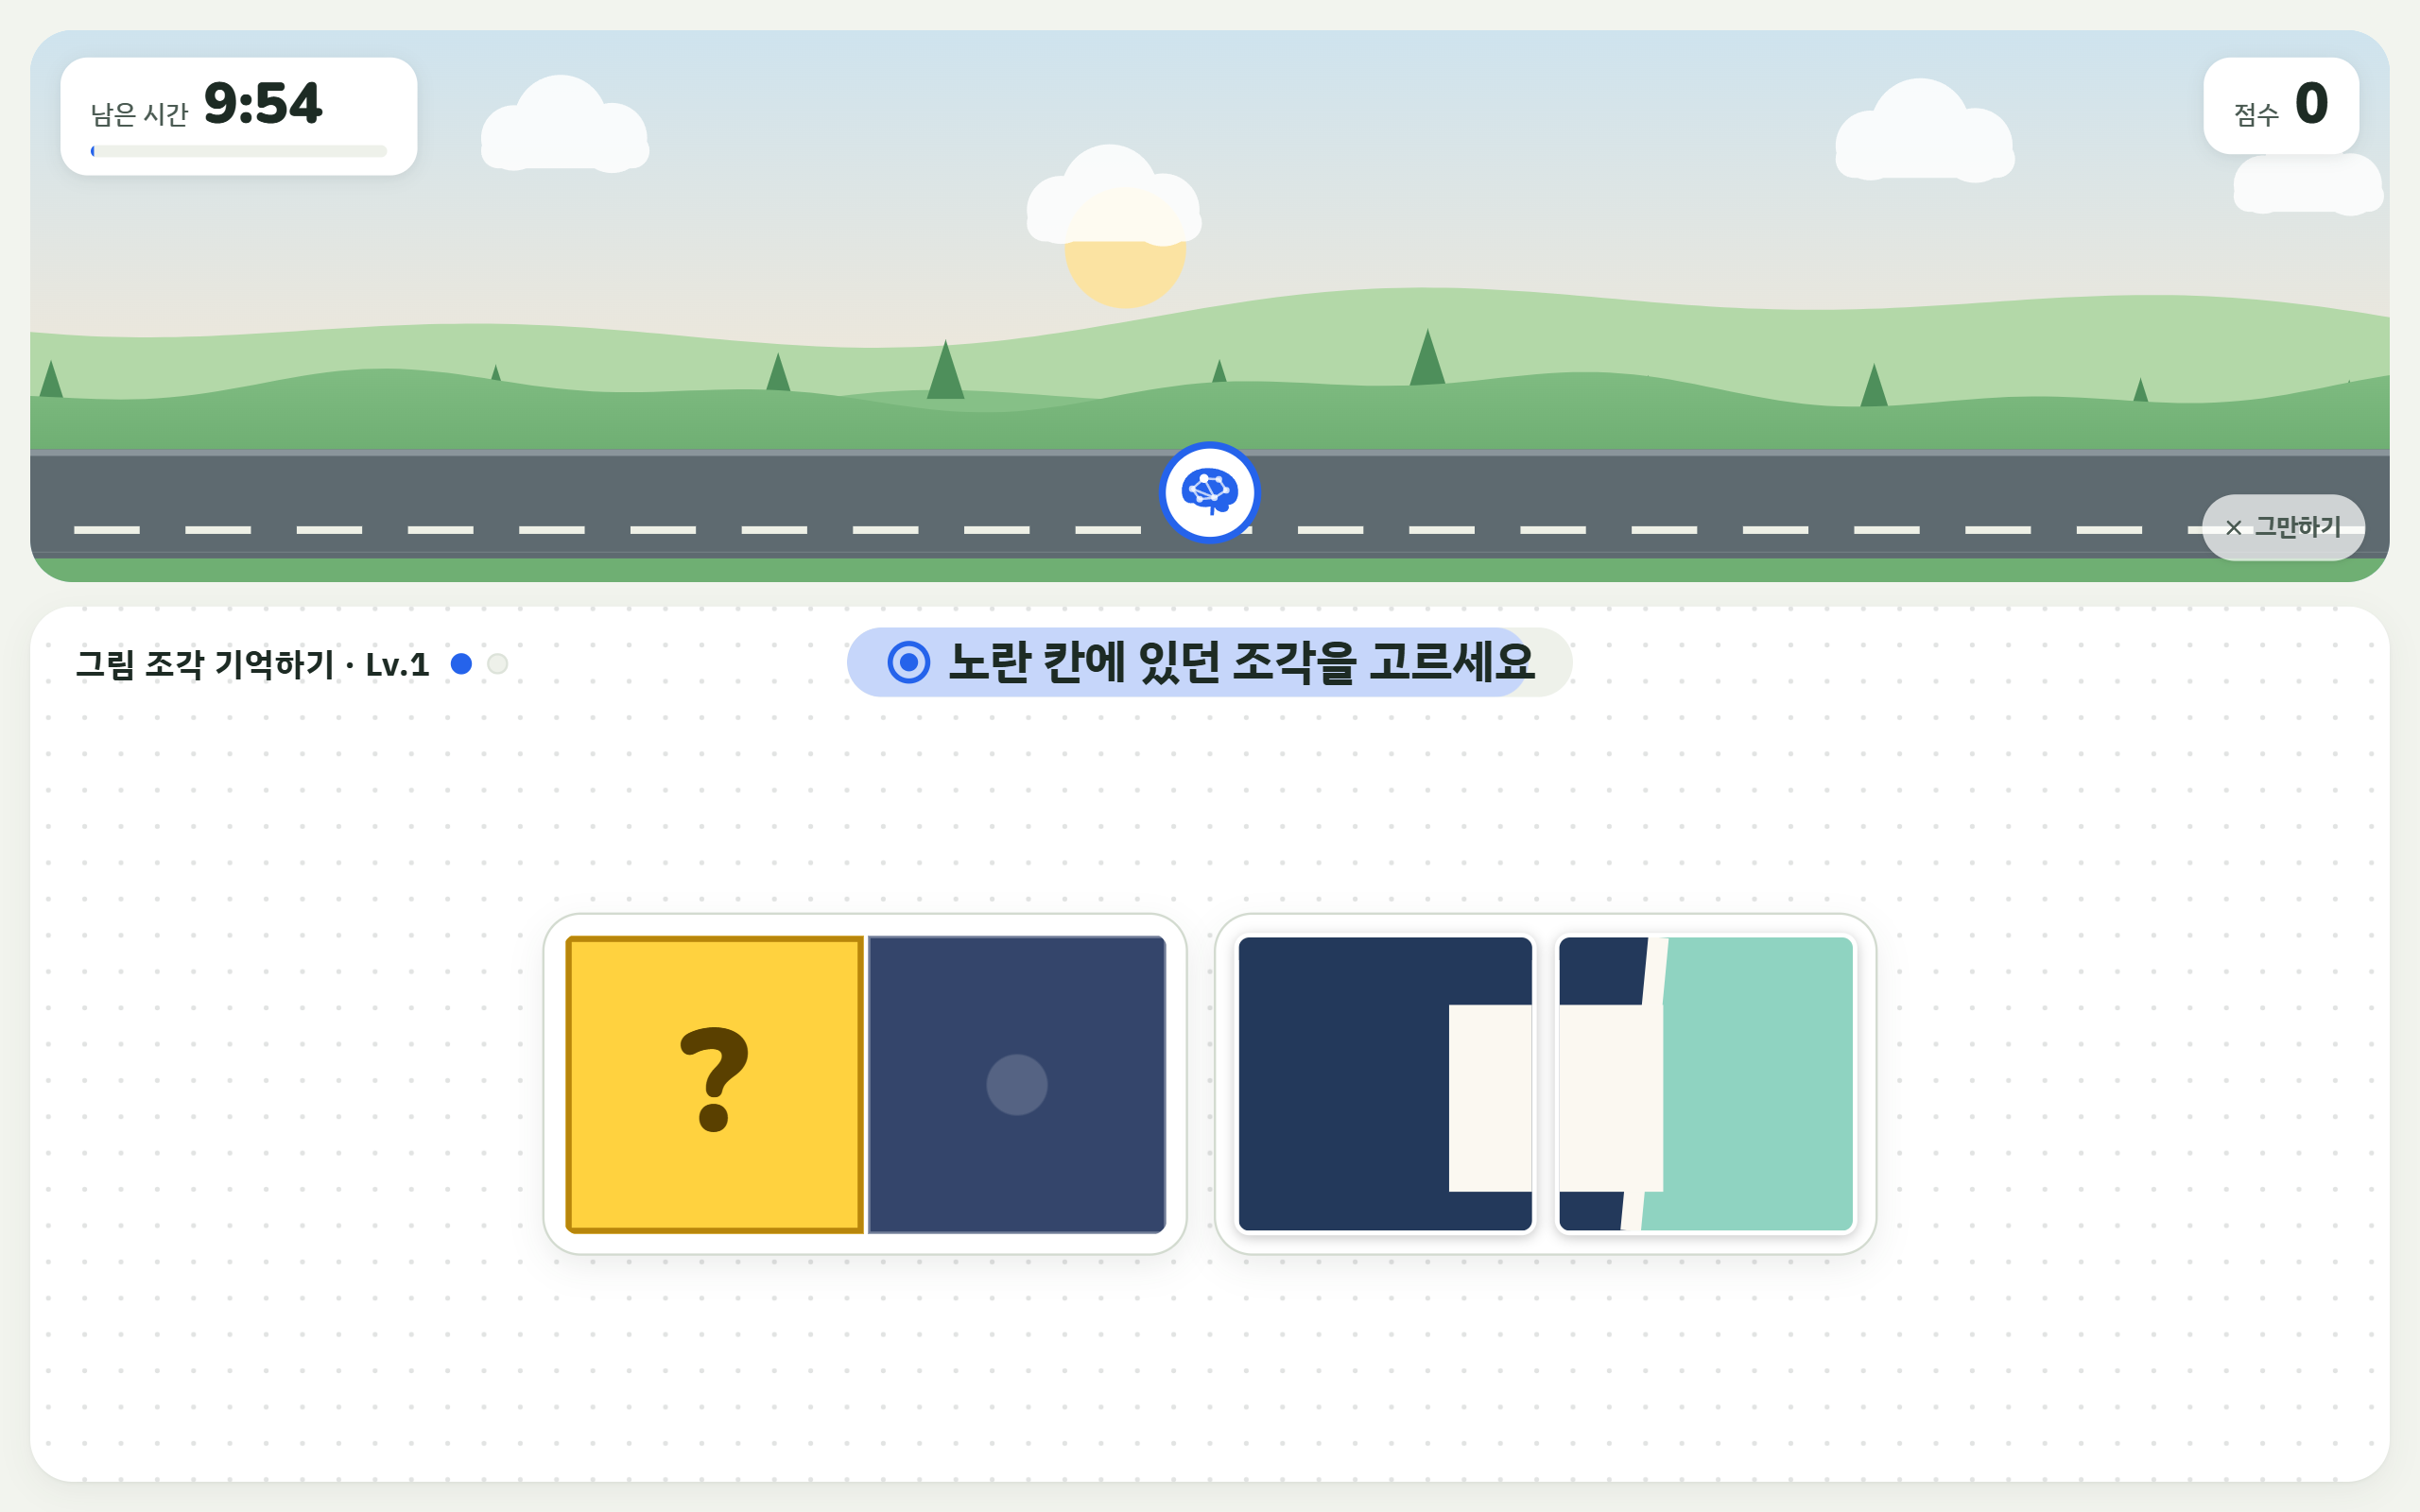 남은 시간 9:54
점수 0
× 그만하기
그림 조각 기억하기 · Lv.1
노란 칸에 있던 조각을 고르세요
?